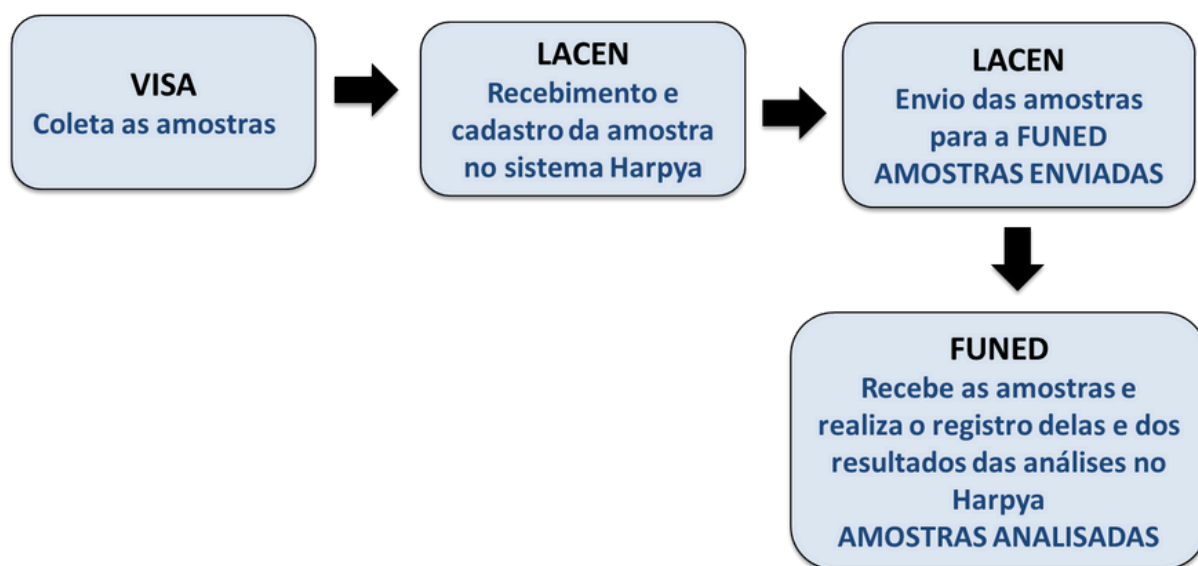 VISA
Coleta as amostras
LACEN
Recebimento e
cadastro da amostra
no sistema Harpya
LACEN
Envio das amostras
para a FUNED
AMOSTRAS ENVIADAS
FUNED
Recebe as amostras e
realiza o registro delas e dos
resultados das análises no
Harpya
AMOSTRAS ANALISADAS